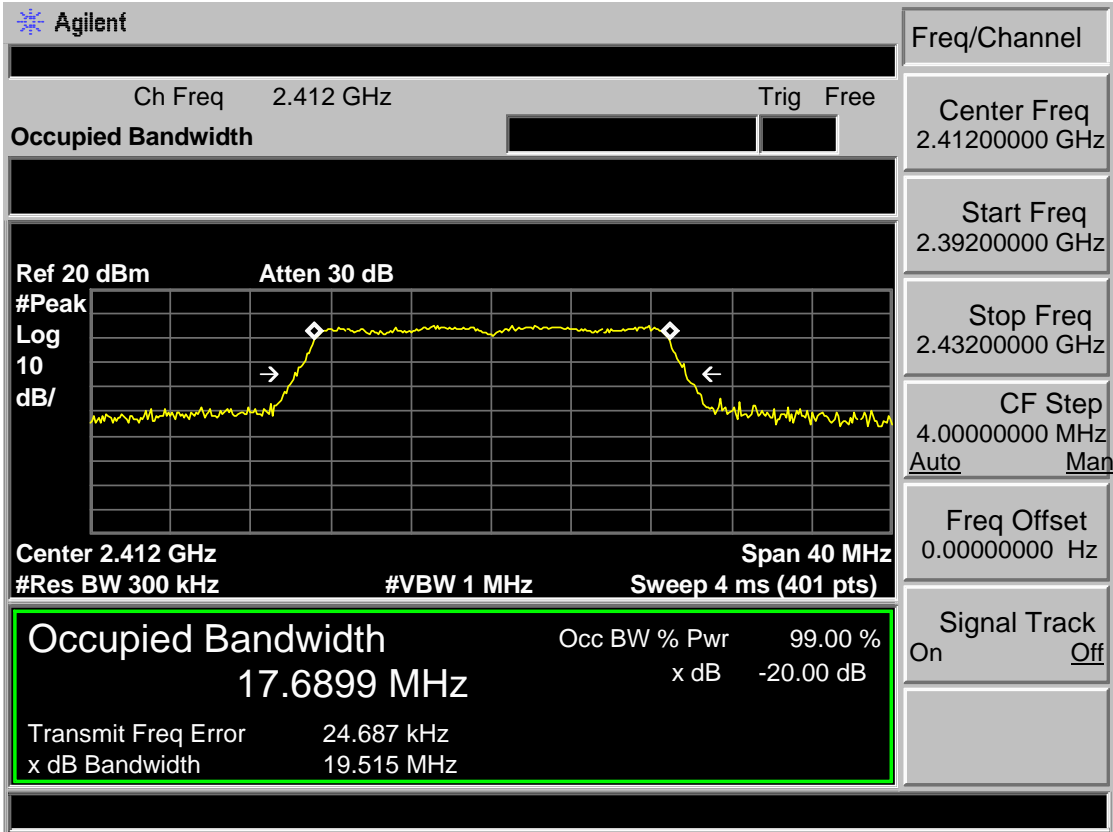 Agilent
Freq/Channel
Ch Freq 2.412 GHz Trig Free
Occupied Bandwidth
Center Freq
2.41200000 GHz
Start Freq
2.39200000 GHz
Stop Freq
2.43200000 GHz
CF Step
4.00000000 MHz
Auto Man
Freq Offset
0.00000000 Hz
Signal Track
On Off
Ref 20 dBm Atten 30 dB
#Peak
Log
10
dB/
Center 2.412 GHz Span 40 MHz
#Res BW 300 kHz #VBW 1 MHz Sweep 4 ms (401 pts)
Occupied Bandwidth Occ BW % Pwr 99.00 %
17.6899 MHz x dB -20.00 dB
Transmit Freq Error 24.687 kHz
x dB Bandwidth 19.515 MHz